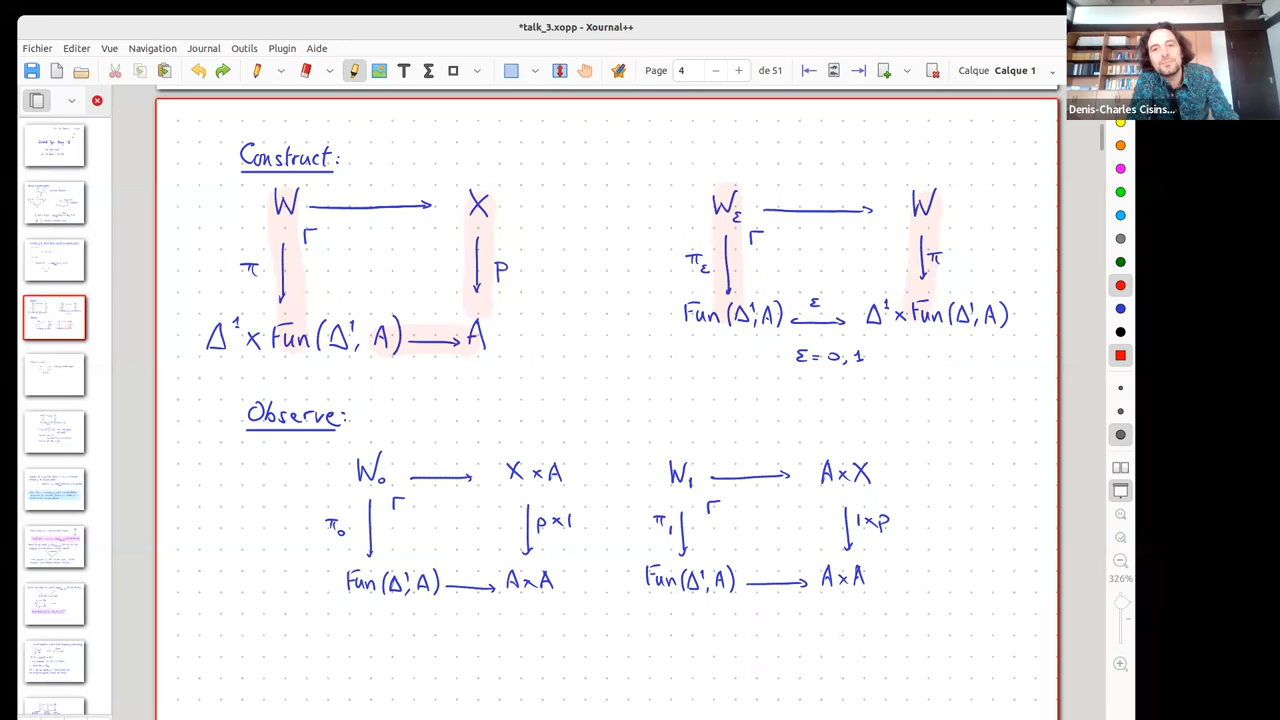 *talk_3.xopp - Xournal++
Fichier Editer Vue Navigation Journal Outils Plugin Aide
Page 4 de 51 Calque Calque 1
Denis-Charles Cisins...
Construct:
W ⟶ X
π p
Δ¹ × Fun(Δ¹, A) ⟶ A
W_ε ⟶ W
π_ε π
Fun(Δ¹, A) ε Δ¹ × Fun(Δ¹, A)
ε = 0, 1
Observe:
W₀ ⟶ X × A
π₀ p × 1
Fun(Δ¹, A) ⟶ A × A
W₁ ⟶ A × X
π₁ 1 × p
Fun(Δ¹, A) ⟶ A × A
326%